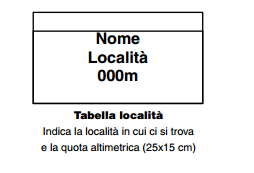 Nome
Località
000m
Tabella località
Indica la località in cui ci si trova
e la quota altimetrica (25x15 cm)